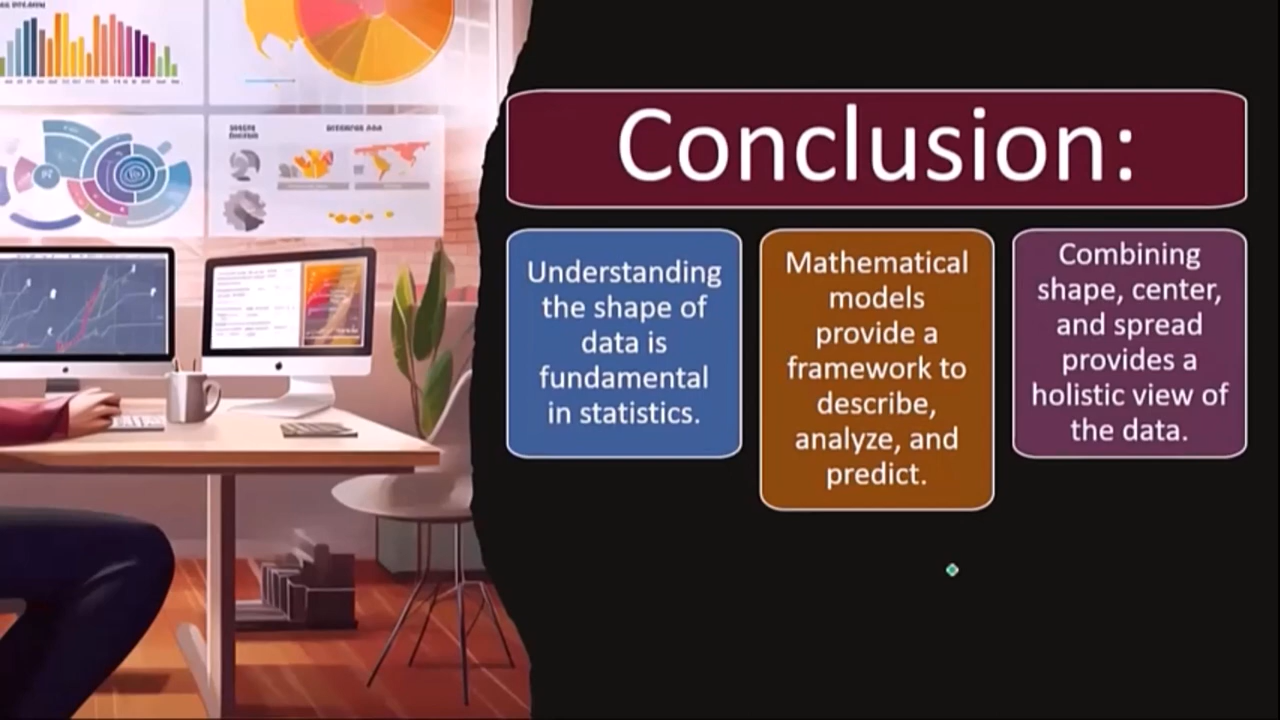 Conclusion:
Understanding
the shape of
data is
fundamental
in statistics.
Mathematical
models
provide a
framework to
describe,
analyze, and
predict.
Combining
shape, center,
and spread
provides a
holistic view of
the data.